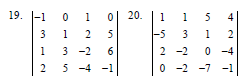 19. |-1 0 1 0| 20. |1 1 5 4|
|3 1 2 5| |-5 3 1 2|
|1 3 -2 6| |2 -2 0 -4|
|2 5 -4 -1| |0 -2 -7 -1|